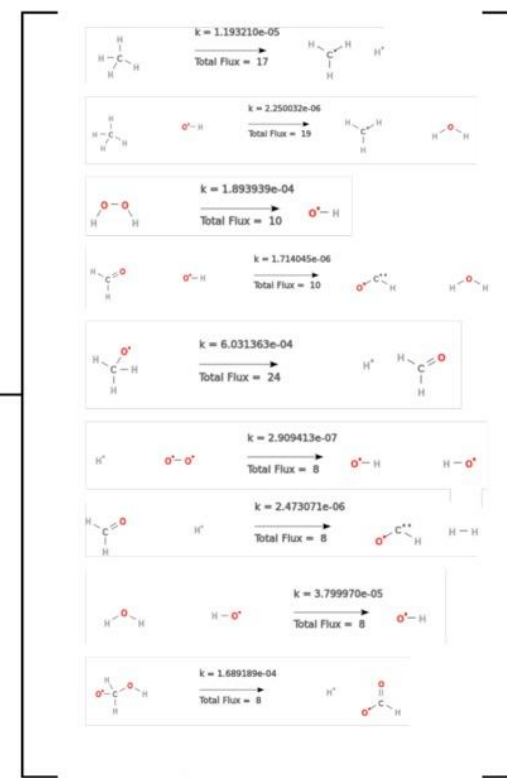 k = 1.193210e-05
Total Flux = 17
H
H C H
H
H C• H
H
H•
k = 2.250032e-06
Total Flux = 19
H
H C H
H
O• H
H C• H
H
O
H H
k = 1.893939e-04
Total Flux = 10
O O
H H
O• H
k = 1.714045e-06
Total Flux = 10
H C O
H
O• H
O• C•• H
O
H H
k = 6.031363e-04
Total Flux = 24
O•
H C H
H
H•
H C O
H
k = 2.909413e-07
Total Flux = 8
H•
O• O•
O• H
H O•
k = 2.473071e-06
Total Flux = 8
H C O
H
H•
O• C•• H
H H
k = 3.799970e-05
Total Flux = 8
O
H H
H O•
O• H
k = 1.689189e-04
Total Flux = 8
H O
O• C H
H
H•
O
O• C H